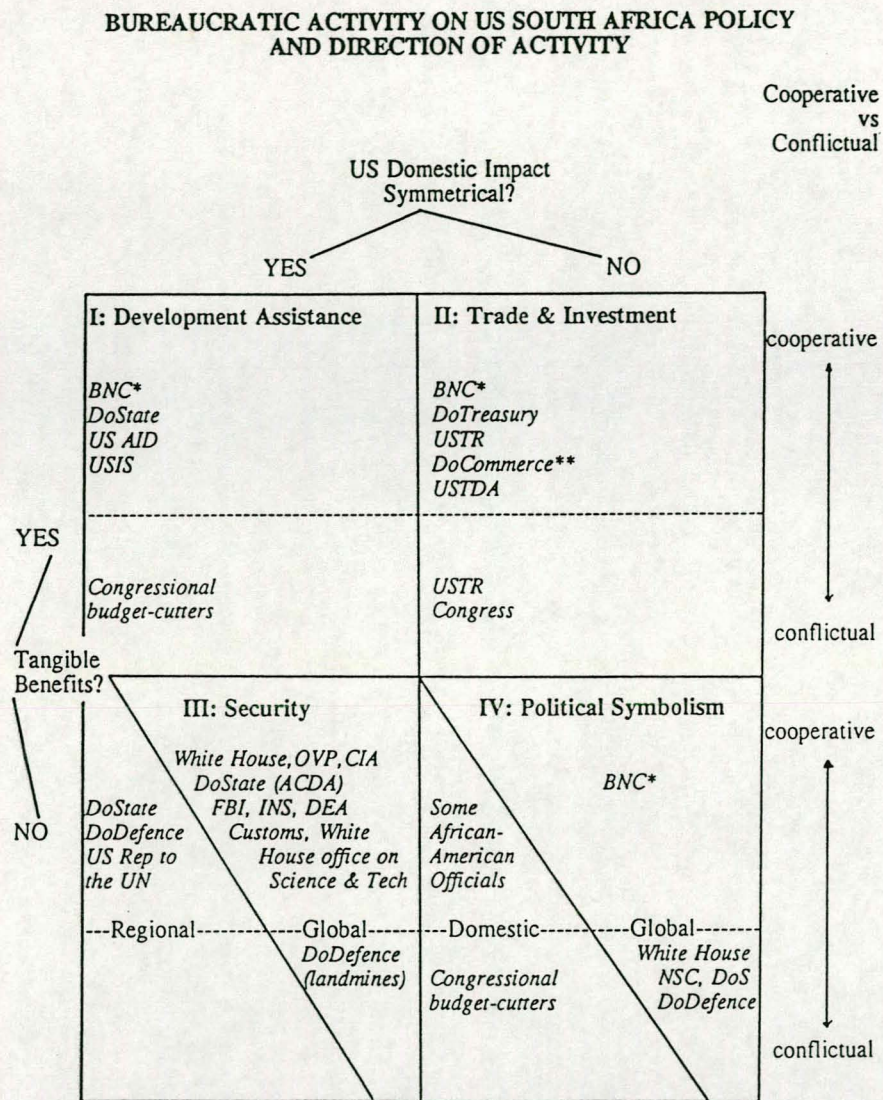 BUREAUCRATIC ACTIVITY ON US SOUTH AFRICA POLICY
AND DIRECTION OF ACTIVITY
Cooperative
vs
Conflictual
US Domestic Impact
Symmetrical?
YES
NO
I: Development Assistance
BNC*
DoState
US AID
USIS
II: Trade & Investment
BNC*
DoTreasury
USTR
DoCommerce**
USTDA
cooperative
YES
Congressional
budget-cutters
USTR
Congress
conflictual
Tangible
Benefits?
NO
III: Security
White House, OVP, CIA
DoState (ACDA)
FBI, INS, DEA
Customs, White
House office on
Science & Tech
DoState
DoDefence
US Rep to
the UN
IV: Political Symbolism
BNC*
Some
African-
American
Officials
cooperative
---Regional---
---Global---
---Domestic---
---Global---
DoDefence
(landmines)
Congressional
budget-cutters
White House
NSC, DoS
DoDefence
conflictual